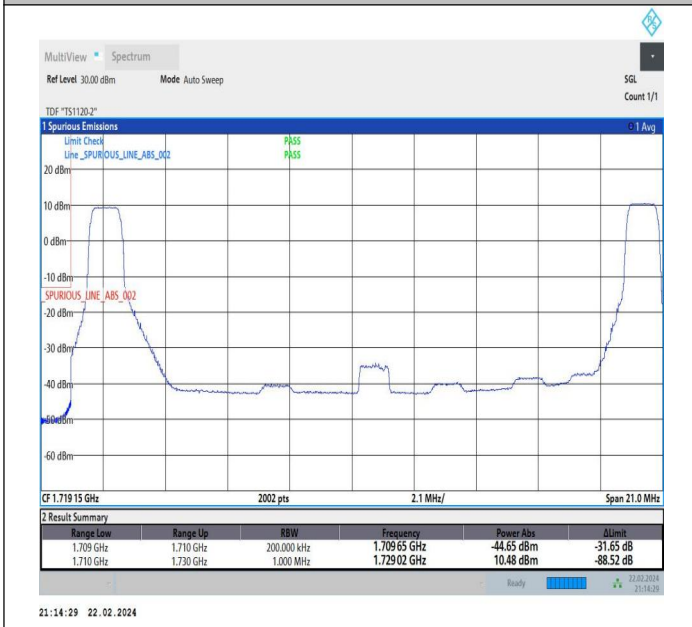 MultiView Spectrum
Ref Level 30.00 dBm Mode Auto Sweep SGL
Count 1/1
TDF "TS1120-2"
1 Spurious Emissions 1 Avg
Limit Check PASS
Line _SPURIOUS_LINE_ABS_002 PASS
20 dBm
10 dBm
0 dBm
-10 dBm
_SPURIOUS_LINE_ABS_002
-20 dBm
-30 dBm
-40 dBm
-50 dBm
-60 dBm
CF 1.719 15 GHz 2002 pts 2.1 MHz/ Span 21.0 MHz
2 Result Summary
Range Low Range Up RBW Frequency Power Abs ΔLimit
1.709 GHz 1.710 GHz 200.000 kHz 1.709 65 GHz -44.65 dBm -31.65 dB
1.710 GHz 1.730 GHz 1.000 MHz 1.729 02 GHz 10.48 dBm -88.52 dB
Ready 22.02.2024
21:14:29
21:14:29 22.02.2024